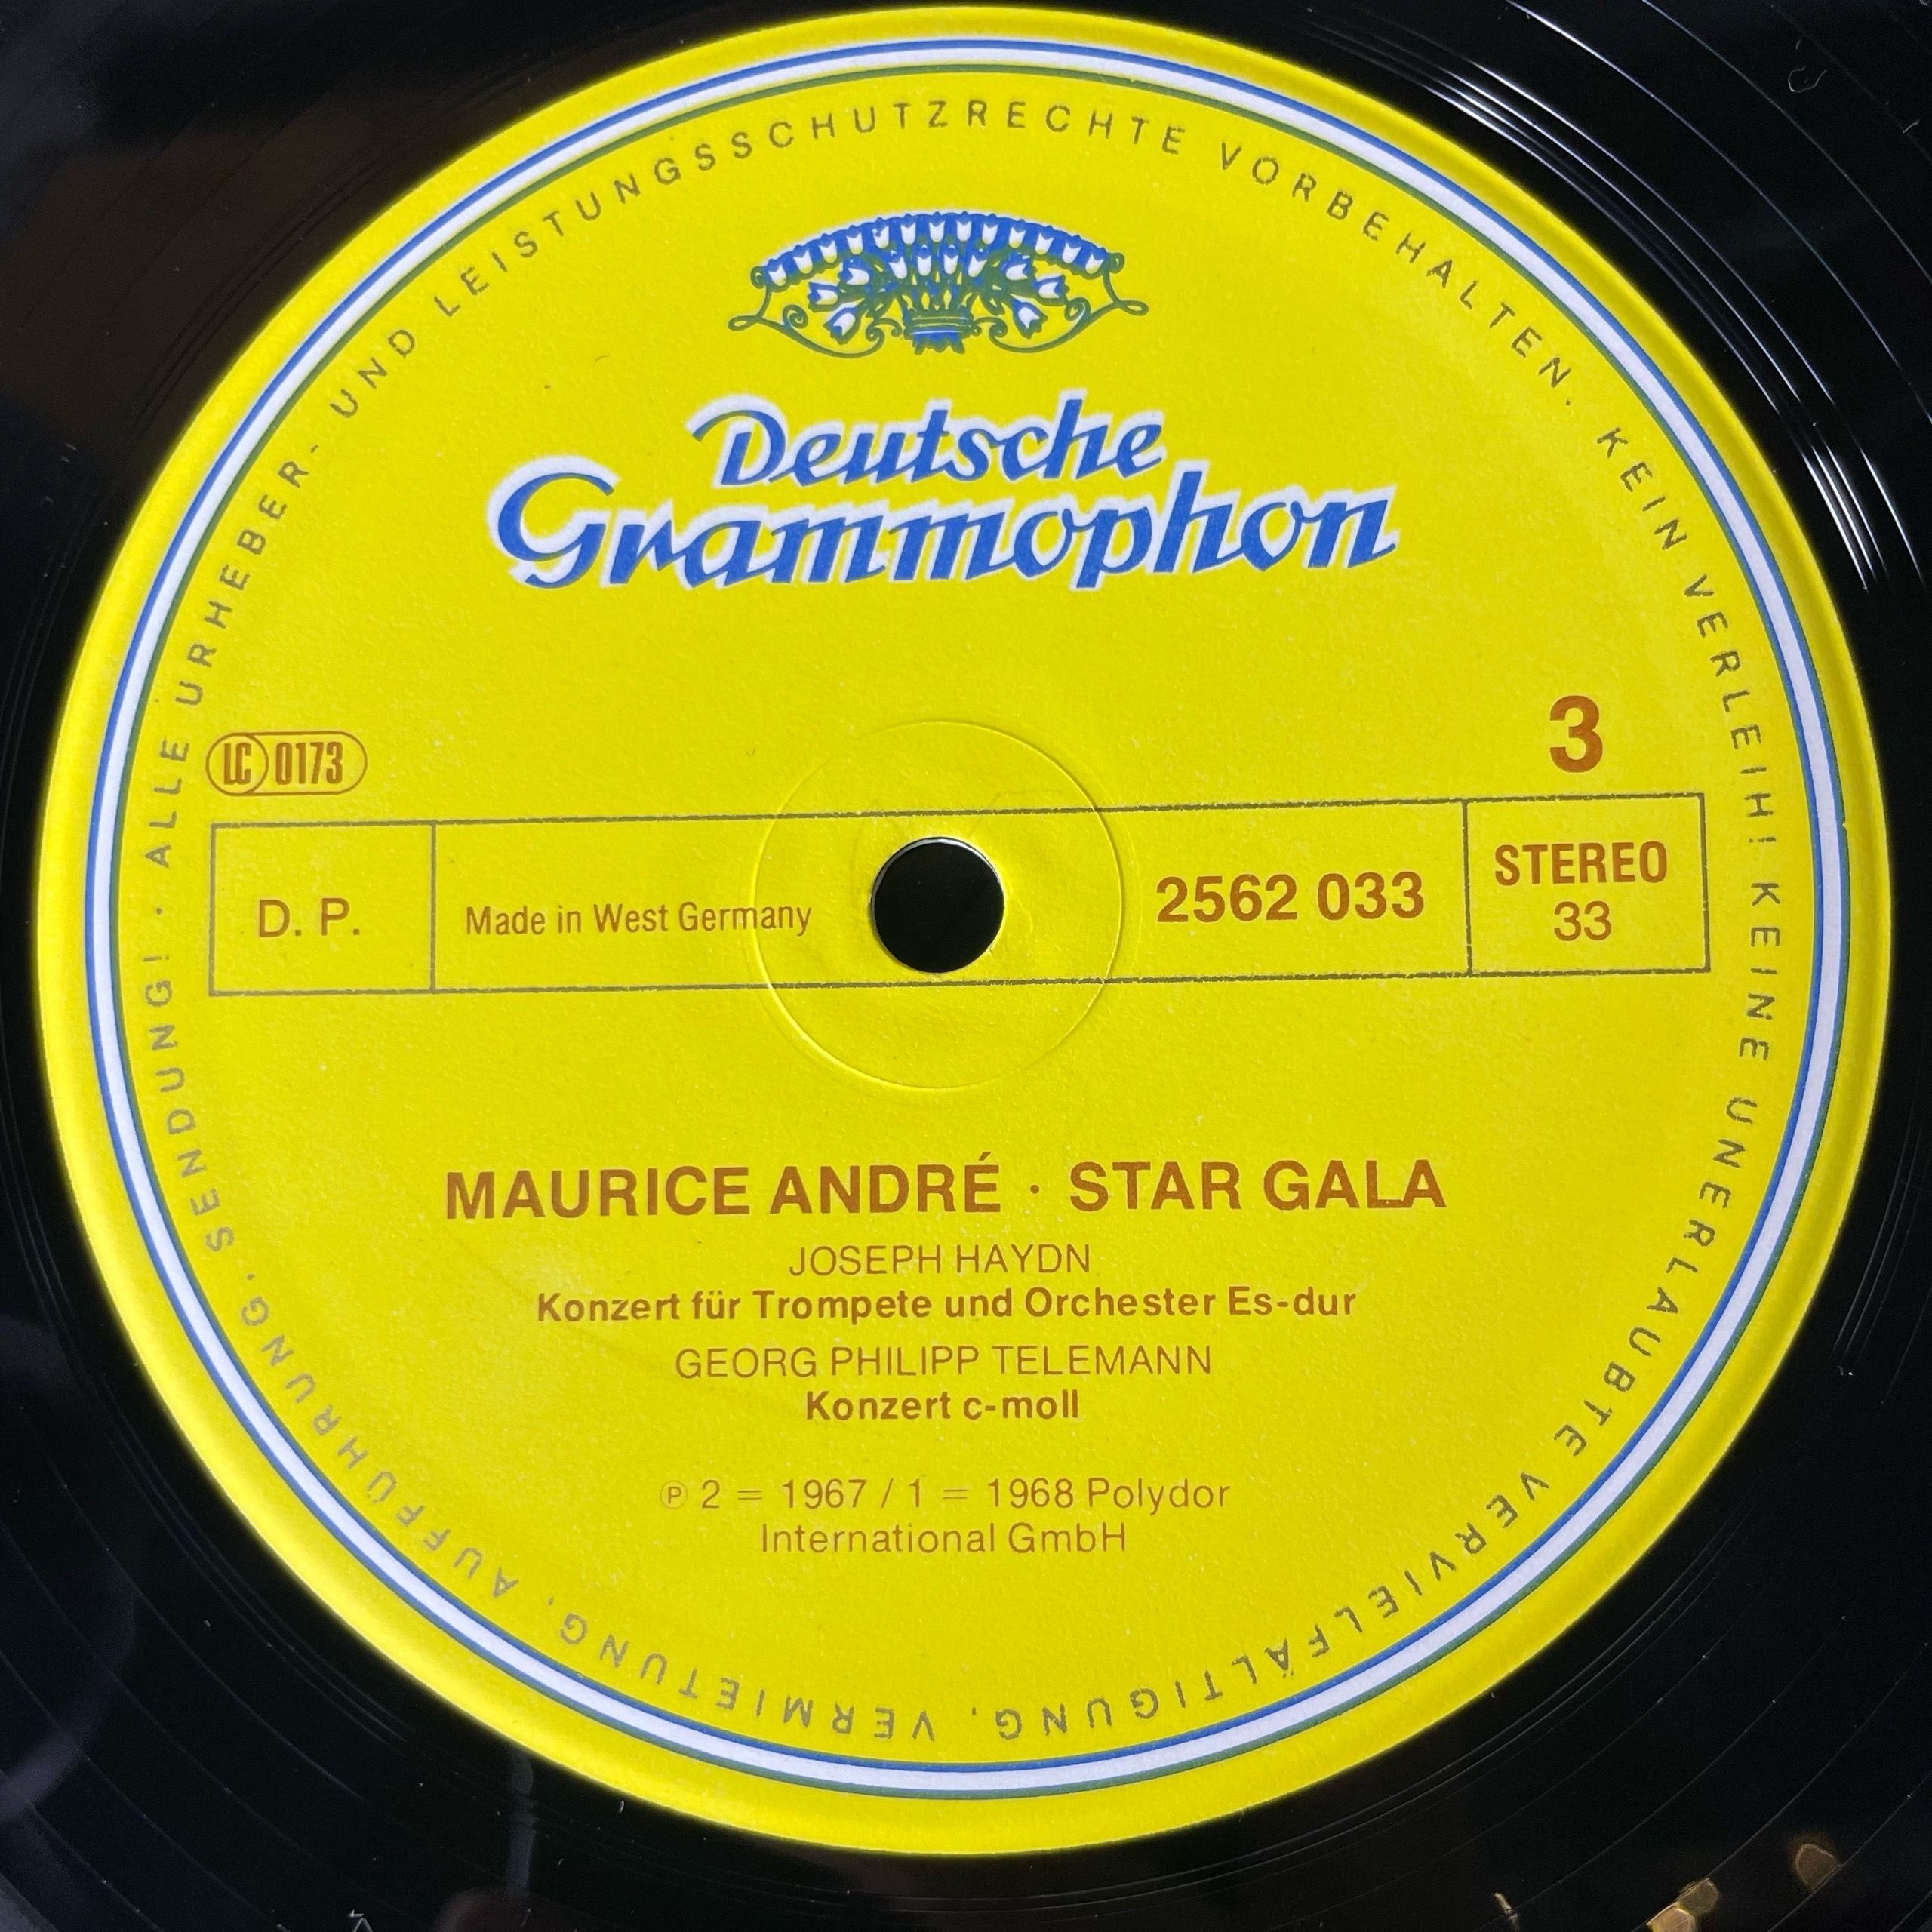 ALLE URHEBER- UND LEISTUNGSSCHUTZRECHTE VORBEHALTEN. KEIN VERLEIH! KEINE UNERLAUBTE VERVIELFÄLTIGUNG, VERMIETUNG, AUFFÜHRUNG, SENDUNG! ·
Deutsche
Grammophon
LC 0173
3
D. P.
Made in West Germany
2562 033
STEREO
33
MAURICE ANDRÉ · STAR GALA
JOSEPH HAYDN
Konzert für Trompete und Orchester Es-dur
GEORG PHILIPP TELEMANN
Konzert c-moll
℗ 2 = 1967 / 1 = 1968 Polydor
International GmbH